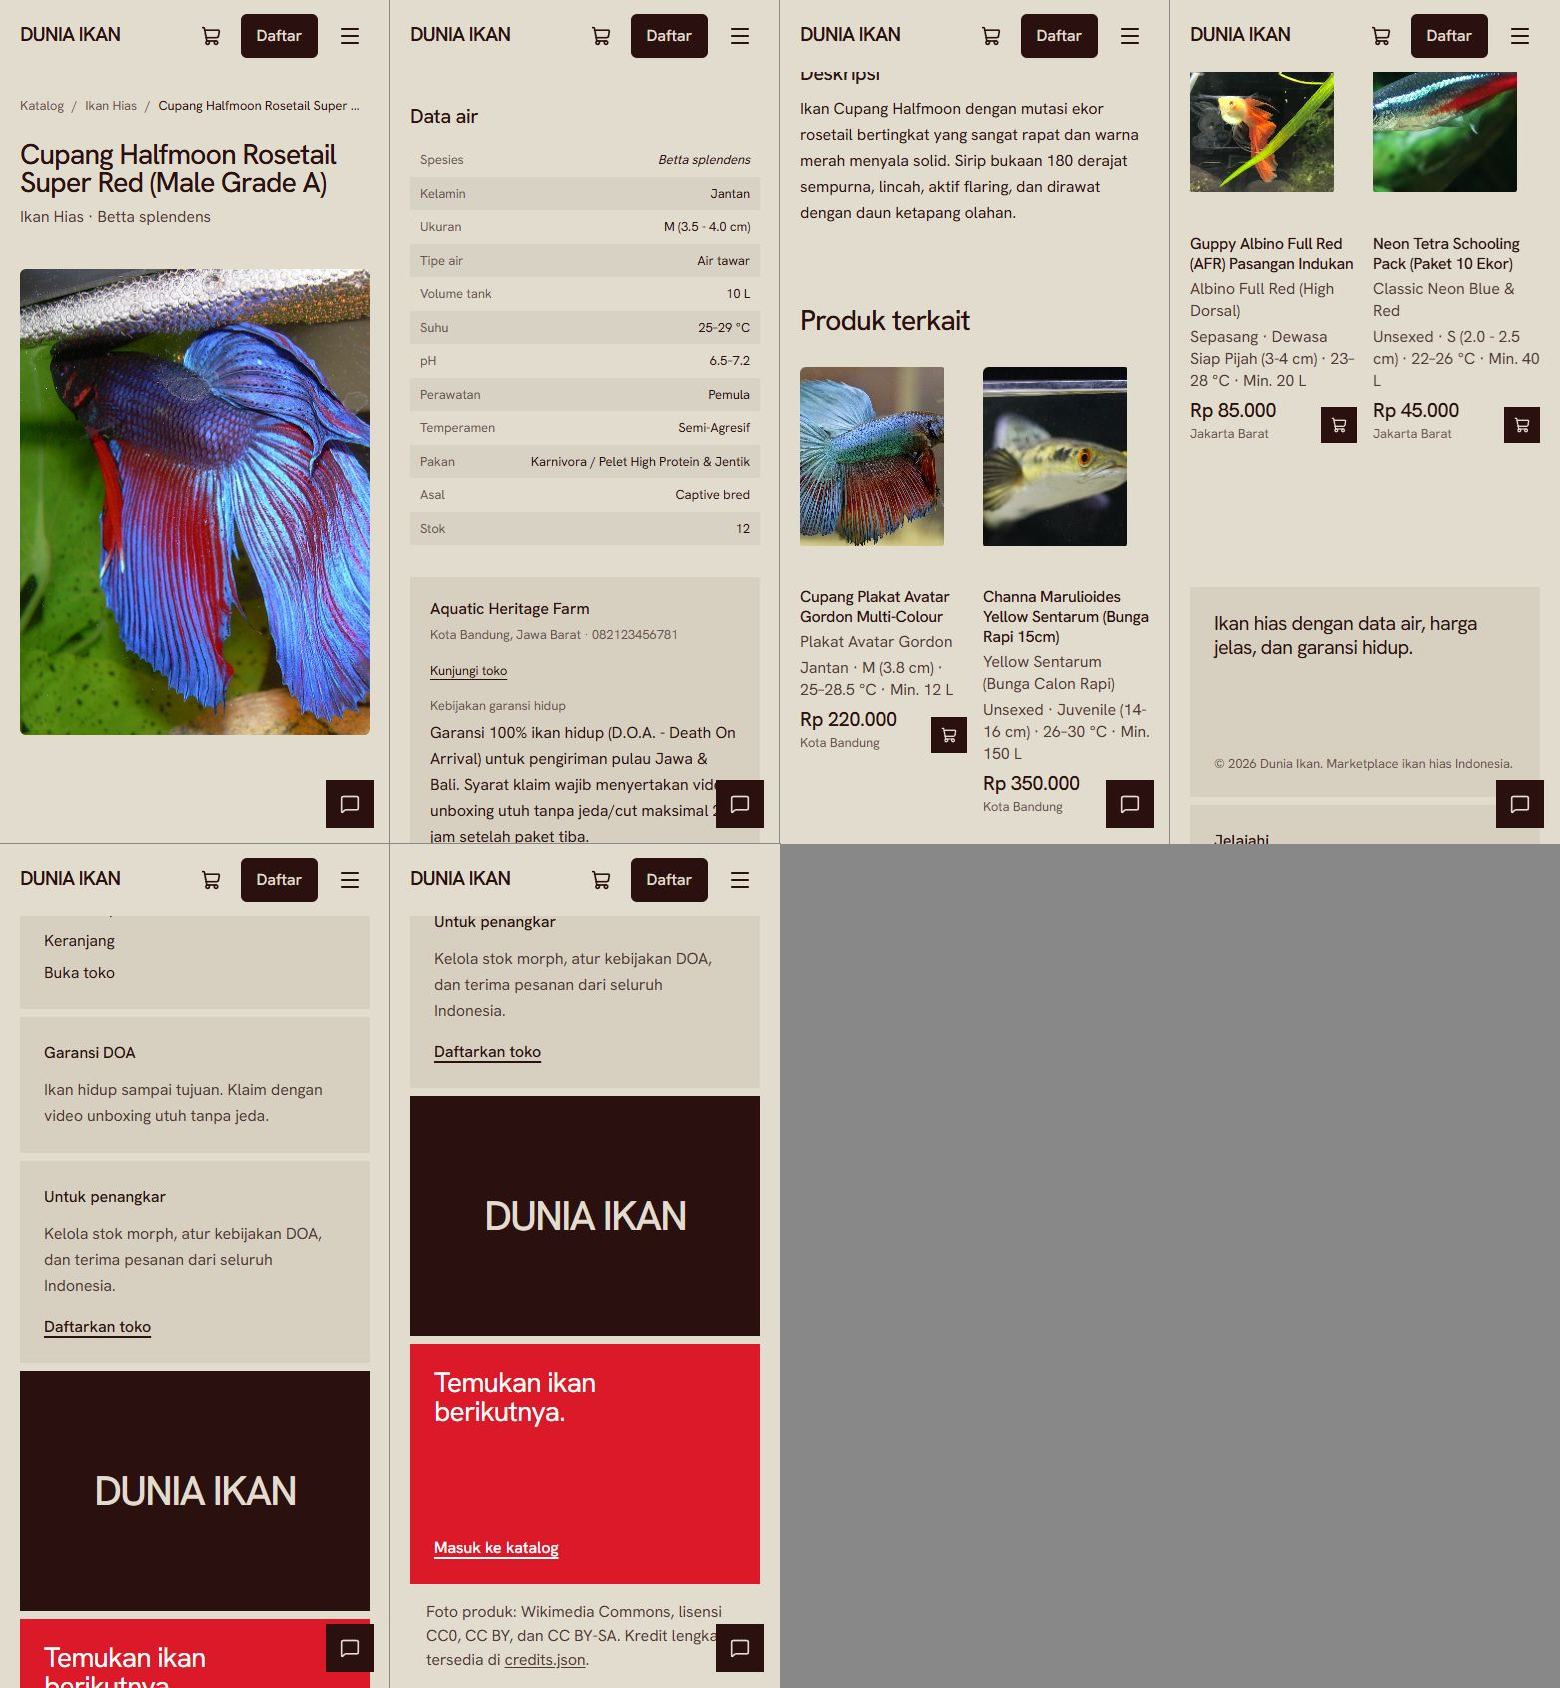 DUNIA IKAN
Daftar
Katalog / Ikan Hias / Cupang Halfmoon Rosetail Super ...
Cupang Halfmoon Rosetail
Super Red (Male Grade A)
Ikan Hias · Betta splendens
DUNIA IKAN
Daftar
Data air
Spesies Betta splendens
Kelamin Jantan
Ukuran M (3.5 - 4.0 cm)
Tipe air Air tawar
Volume tank 10 L
Suhu 25–29 °C
pH 6.5–7.2
Perawatan Pemula
Temperamen Semi-Agresif
Pakan Karnivora / Pelet High Protein & Jentik
Asal Captive bred
Stok 12
Aquatic Heritage Farm
Kota Bandung, Jawa Barat · 082123456781
Kunjungi toko
Kebijakan garansi hidup
Garansi 100% ikan hidup (D.O.A. - Death On
Arrival) untuk pengiriman pulau Jawa &
Bali. Syarat klaim wajib menyertakan
unboxing utuh tanpa jeda/cut maksimal
jam setelah paket tiba.
DUNIA IKAN
Daftar
Deskripsi
Ikan Cupang Halfmoon dengan mutasi ekor
rosetail bertingkat yang sangat rapat dan warna
merah menyala solid. Sirip bukaan 180 derajat
sempurna, lincah, aktif flaring, dan dirawat
dengan daun ketapang olahan.
Produk terkait
Cupang Plakat Avatar
Gordon Multi-Colour
Plakat Avatar Gordon
Jantan · M (3.8 cm) ·
25–28.5 °C · Min. 12 L
Rp 220.000
Kota Bandung
Channa Marulioides
Yellow Sentarum (Bunga
Rapi 15cm)
Yellow Sentarum
(Bunga Calon Rapi)
Unsexed · Juvenile (14-
16 cm) · 26–30 °C · Min.
150 L
Rp 350.000
Kota Bandung
DUNIA IKAN
Daftar
Guppy Albino Full Red
(AFR) Pasangan Indukan
Albino Full Red (High
Dorsal)
Sepasang · Dewasa
Siap Pijah (3-4 cm) · 23–
28 °C · Min. 20 L
Rp 85.000
Jakarta Barat
Neon Tetra Schooling
Pack (Paket 10 Ekor)
Classic Neon Blue &
Red
Unsexed · S (2.0 - 2.5
cm) · 22–26 °C · Min. 40
L
Rp 45.000
Jakarta Barat
Ikan hias dengan data air, harga
jelas, dan garansi hidup.
© 2026 Dunia Ikan. Marketplace ikan hias Indonesia.
Jelajahi
DUNIA IKAN
Daftar
Keranjang
Buka toko
Garansi DOA
Ikan hidup sampai tujuan. Klaim dengan
video unboxing utuh tanpa jeda.
Untuk penangkar
Kelola stok morph, atur kebijakan DOA,
dan terima pesanan dari seluruh
Indonesia.
Daftarkan toko
DUNIA IKAN
Temukan ikan
berikutnya.
DUNIA IKAN
Daftar
Untuk penangkar
Kelola stok morph, atur kebijakan DOA,
dan terima pesanan dari seluruh
Indonesia.
Daftarkan toko
DUNIA IKAN
Temukan ikan
berikutnya.
Masuk ke katalog
Foto produk: Wikimedia Commons, lisensi
CC0, CC BY, dan CC BY-SA. Kredit lengka
tersedia di credits.json.